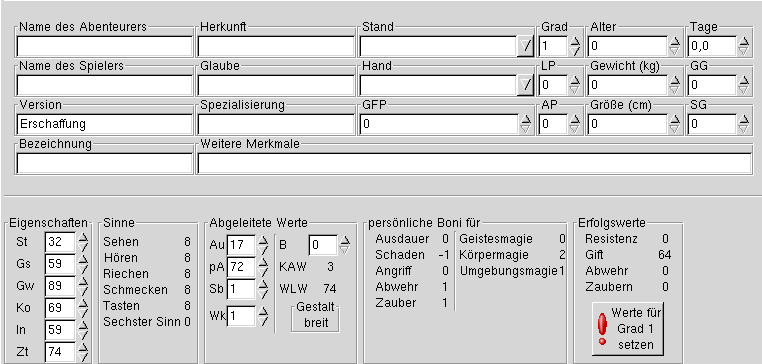 Name des Abenteurers Herkunft Stand Grad Alter Tage
1 0 0,0
Name des Spielers Glaube Hand LP Gewicht (kg) GG
0 0 0
Version Spezialisierung GFP AP Größe (cm) SG
Erschaffung 0 0 0 0
Bezeichnung Weitere Merkmale
Eigenschaften Sinne Abgeleitete Werte persönliche Boni für Erfolgswerte
St 32 Sehen 8 Au 17 B 0 Ausdauer 0 Geistesmagie 0 Resistenz 0
Gs 59 Hören 8 pA 72 KAW 3 Schaden -1 Körpermagie 2 Gift 64
Gw 89 Riechen 8 Sb 1 WLW 74 Angriff 0 Umgebungsmagie 1 Abwehr 0
Ko 69 Schmecken 8 Wk 1 Gestalt Abwehr 1 Zaubern 0
In 59 Tasten 8 breit Zauber 1 Werte für
Zt 74 Sechster Sinn 0 Grad 1
setzen